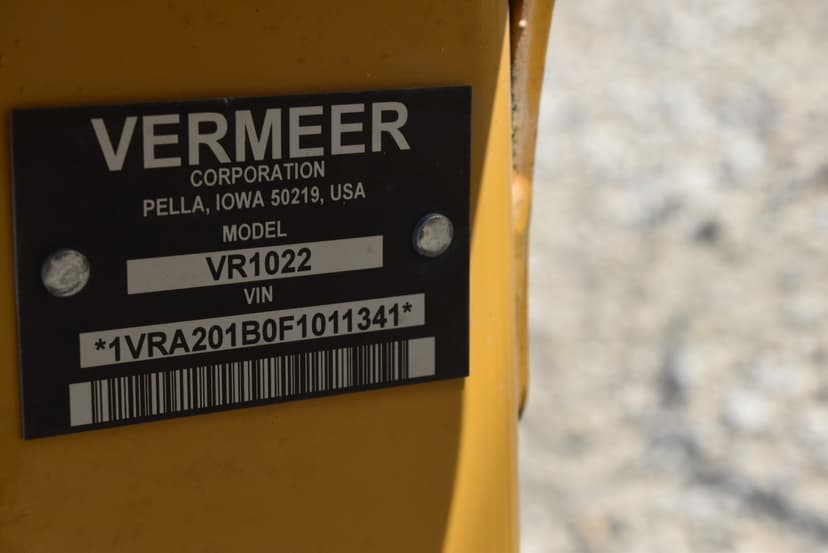 VERMEER
CORPORATION
PELLA, IOWA 50219, USA
MODEL
VR1022
VIN
*1VRA201B0F1011341*